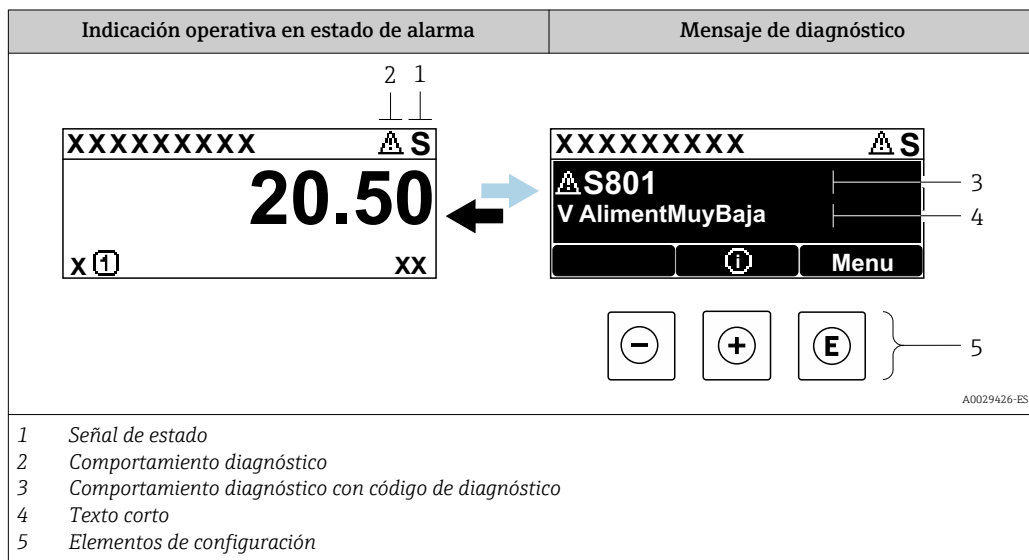 Indicación operativa en estado de alarma
Mensaje de diagnóstico
2 1
XXXXXXXXX ⚠ S
20.50
X 1 XX
XXXXXXXXX ⚠ S
⚠S801
V AlimentMuyBaja
i Menu
3
4
− + E
5
A0029426-ES
1 Señal de estado
2 Comportamiento diagnóstico
3 Comportamiento diagnóstico con código de diagnóstico
4 Texto corto
5 Elementos de configuración